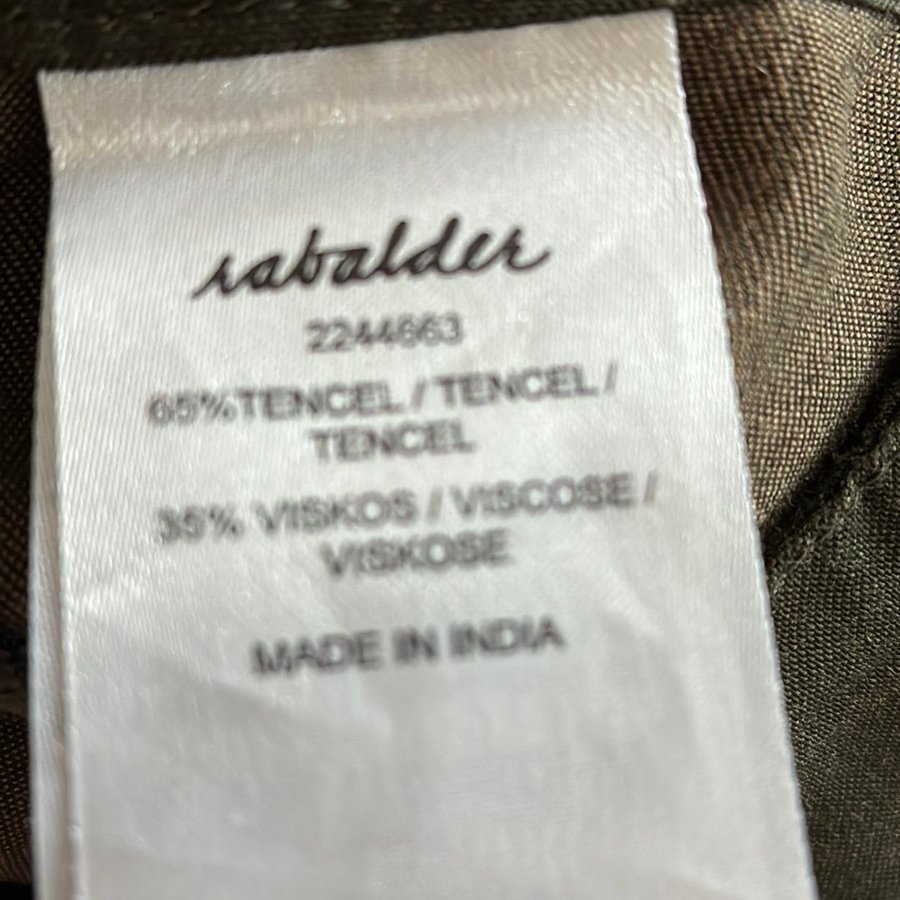 rabalder
2244663
65%TENCEL / TENCEL /
TENCEL
35% VISKOS / VISCOSE /
VISKOSE
MADE IN INDIA